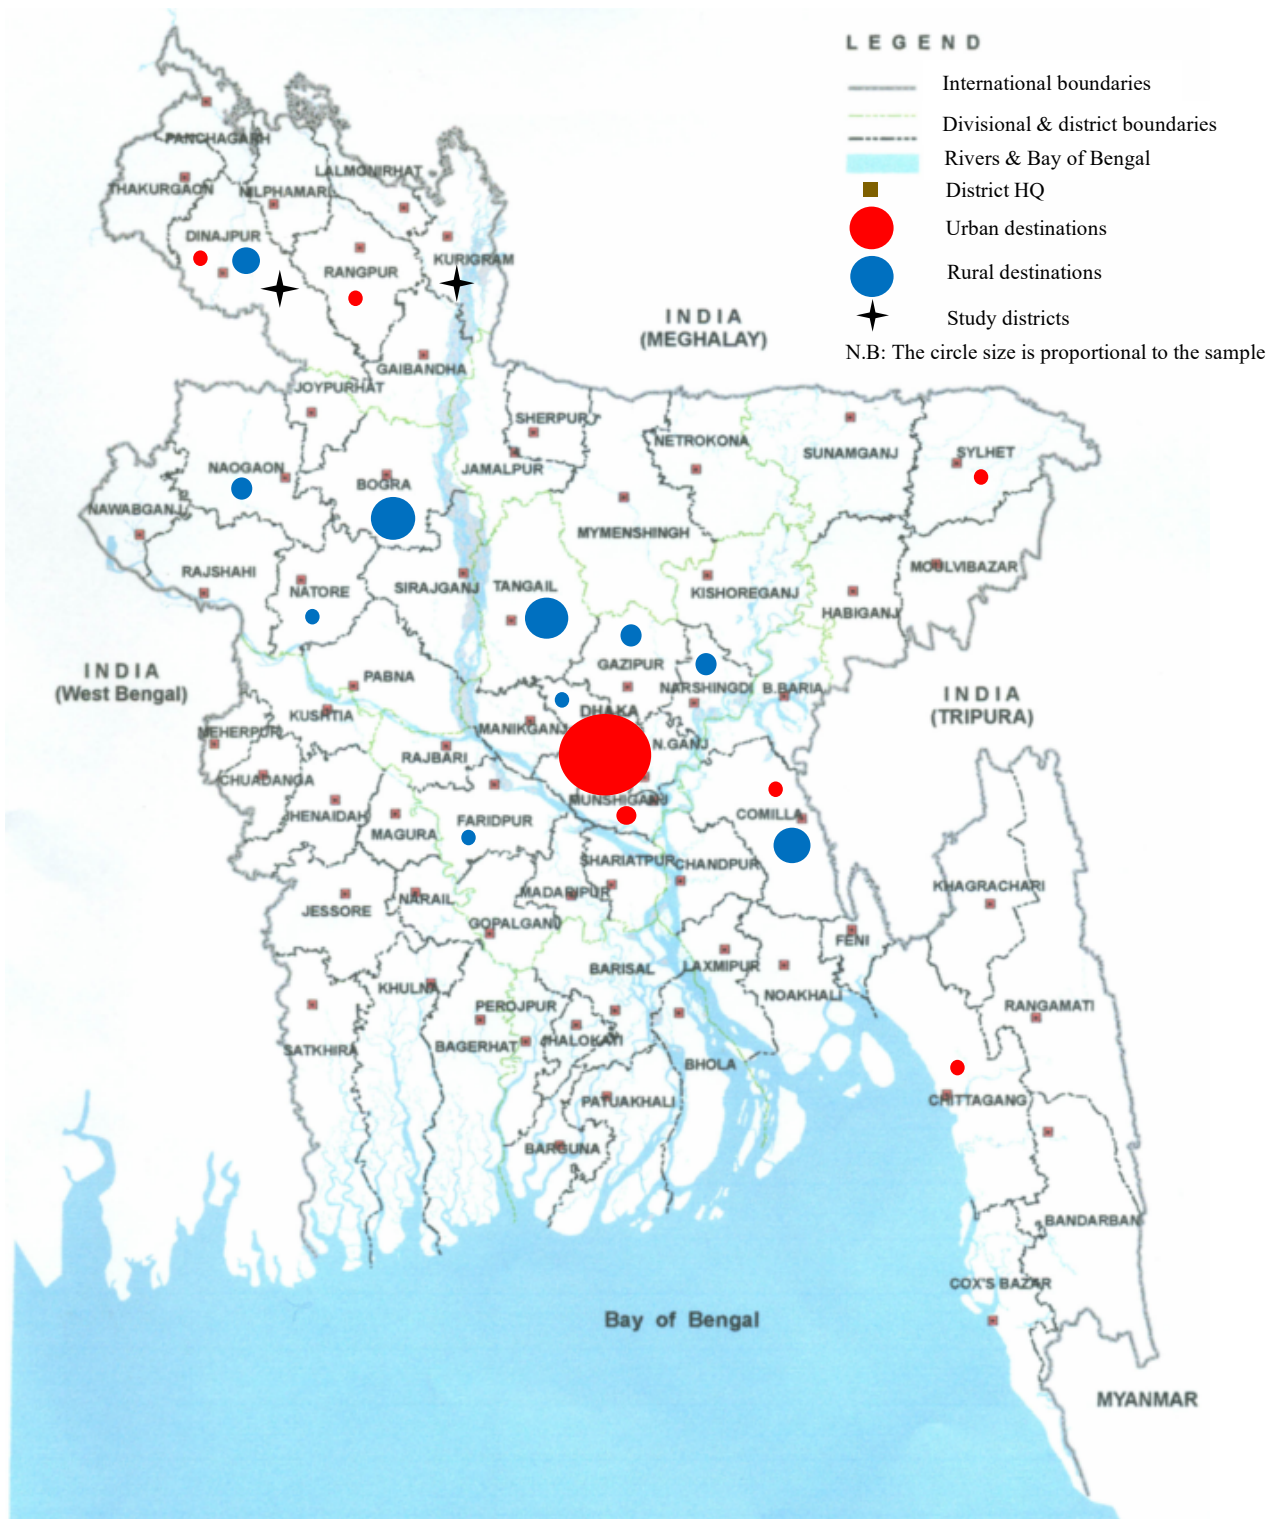 LEGEND
International boundaries
Divisional & district boundaries
Rivers & Bay of Bengal
District HQ
Urban destinations
Rural destinations
Study districts
N.B: The circle size is proportional to the sample
PANCHAGARH
THAKURGAON
NILPHAMARI
LALMONIRHAT
DINAJPUR
RANGPUR
KURIGRAM
INDIA
(MEGHALAY)
GAIBANDHA
JOYPURHAT
SHERPUR
NETROKONA
SUNAMGANJ
SYLHET
NAOGAON
BOGRA
JAMALPUR
NAWABGANJ
MYMENSHINGH
RAJSHAHI
NATORE
SIRAJGANJ
TANGAIL
KISHOREGANJ
MOULVIBAZAR
HABIGANJ
INDIA
(West Bengal)
PABNA
GAZIPUR
NARSHINGDI
B.BARIA
INDIA
(TRIPURA)
KUSHTIA
MEHERPUR
MANIKGANJ
DHAKA
N.GANJ
RAJBARI
CHUADANGA
JHENAIDAH
MAGURA
FARIDPUR
MUNSHIGANJ
COMILLA
SHARIATPUR
CHANDPUR
KHAGRACHARI
JESSORE
NARAIL
MADARIPUR
GOPALGANJ
FENI
BARISAL
LAXMIPUR
NOAKHALI
KHULNA
PEROJPUR
RANGAMATI
SATKHIRA
BAGERHAT
JHALOKATI
BHOLA
PATUAKHALI
CHITTAGANG
BARGUNA
BANDARBAN
COX'S BAZAR
Bay of Bengal
MYANMAR